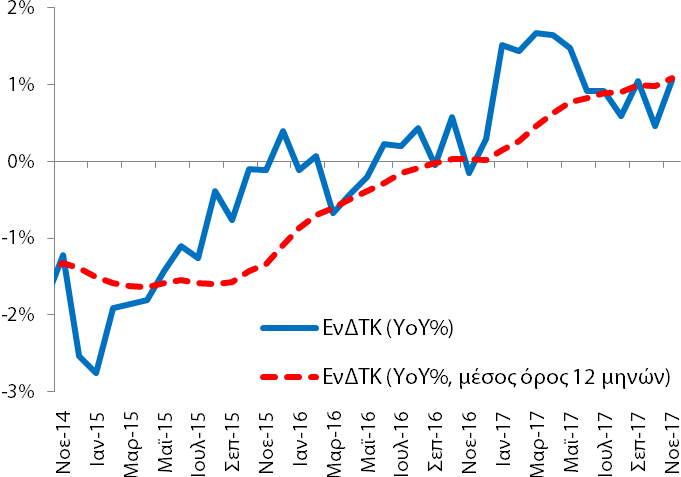 2%
1%
0%
-1%
-2%
-3%
ΕνΔΤΚ (YoY%)
ΕνΔΤΚ (YoY%, μέσος όρος 12 μηνών)
Νοε-14
Ιαν-15
Μαρ-15
Μαϊ-15
Ιουλ-15
Σεπ-15
Νοε-15
Ιαν-16
Μαρ-16
Μαϊ-16
Ιουλ-16
Σεπ-16
Νοε-16
Ιαν-17
Μαρ-17
Μαϊ-17
Ιουλ-17
Σεπ-17
Νοε-17